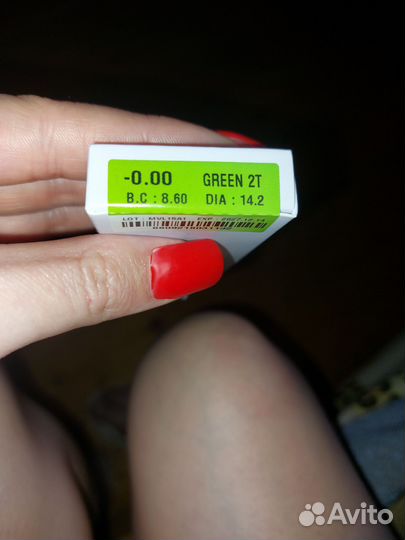 -0.00 GREEN 2T
B.C : 8.60 DIA : 14.2
Avito